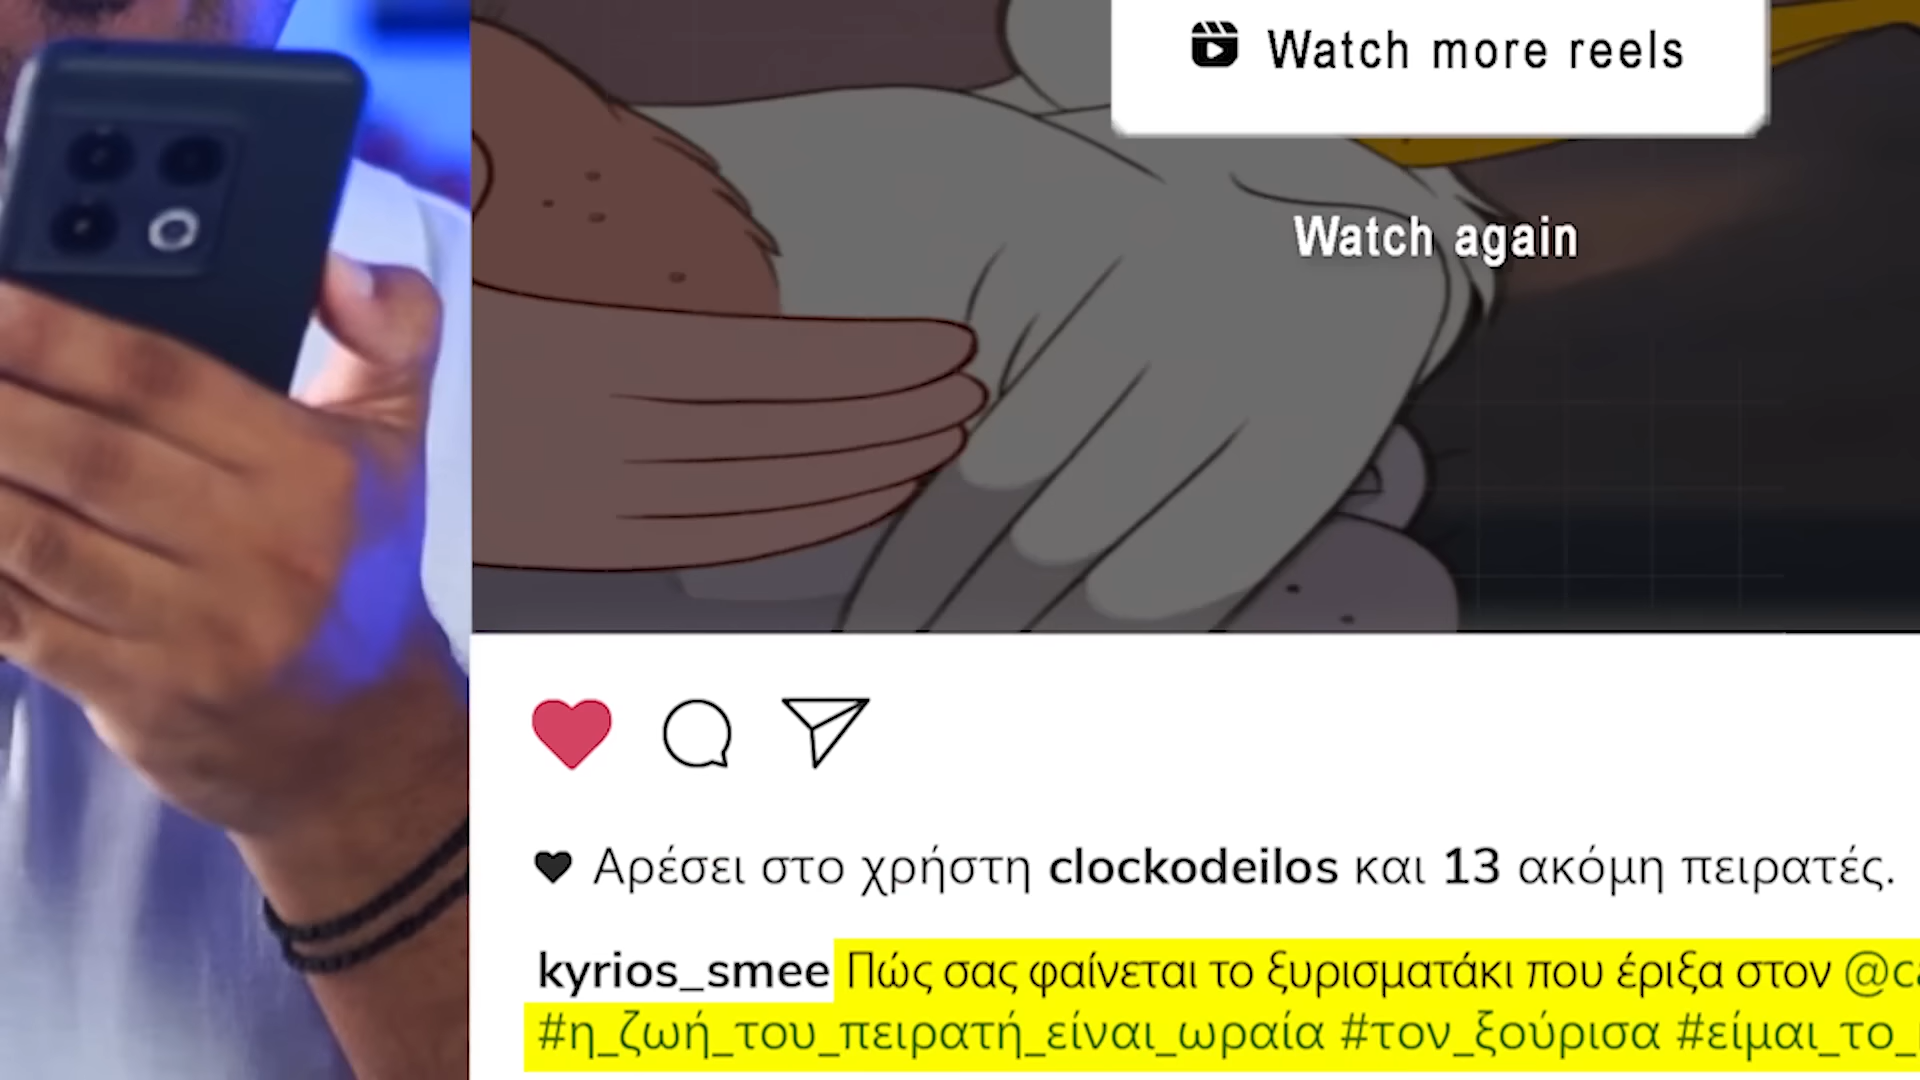 Watch more reels
Watch again
Αρέσει στο χρήστη clockodeilos και 13 ακόμη πειρατές.
kyrios_smee Πώς σας φαίνεται το ξυρισματάκι που έριξα στον
#η_ζωή_του_πειρατή_είναι_ωραία #τον_ξούρισα #είμαι_το_